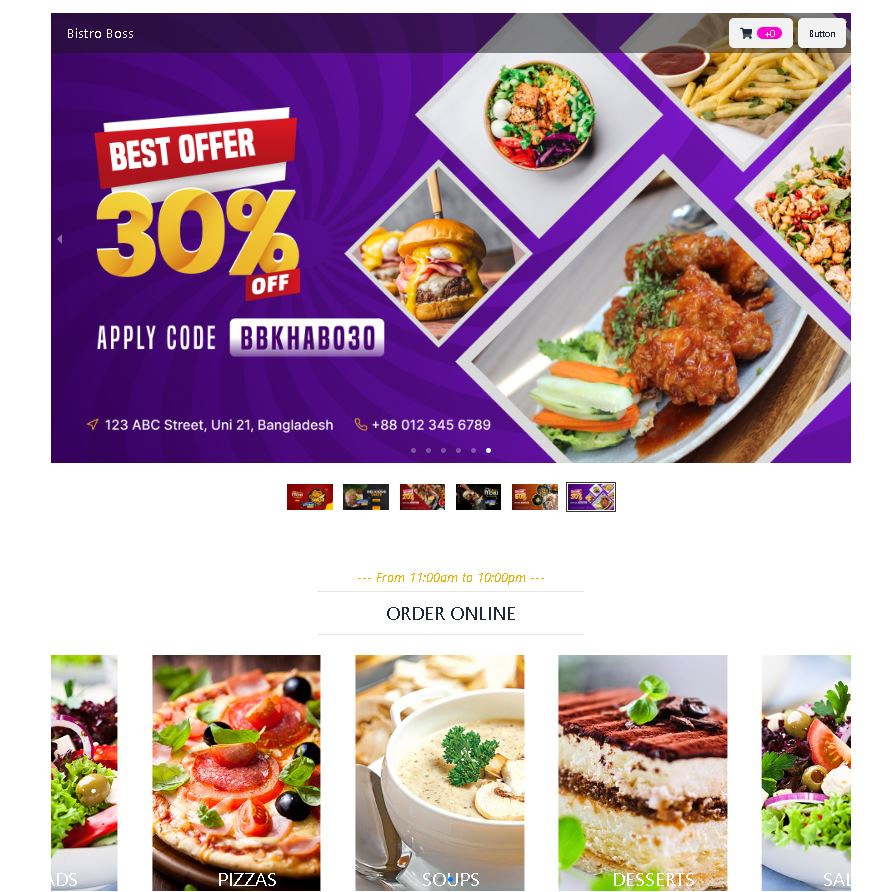 Bistro Boss
+0
Button
BEST OFFER
30%
OFF
APPLY CODE BBKHABO30
123 ABC Street, Uni 21, Bangladesh +88 012 345 6789
--- From 11:00am to 10:00pm ---
ORDER ONLINE
ADS PIZZAS SOUPS DESSERTS SAL